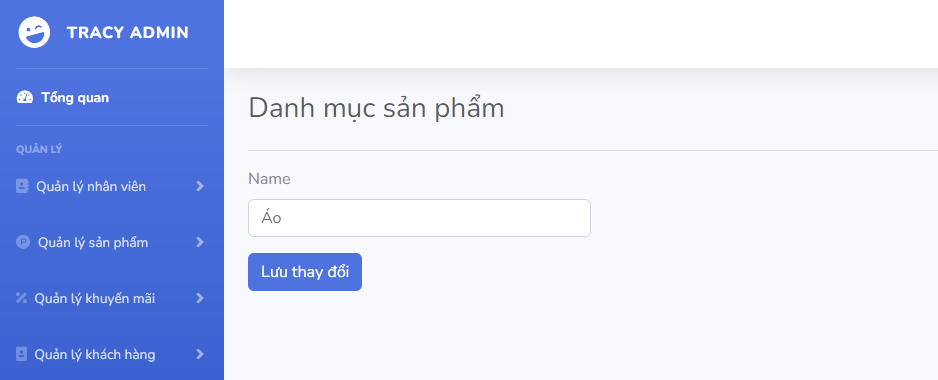 TRACY ADMIN
Tổng quan
QUẢN LÝ
Quản lý nhân viên
Quản lý sản phẩm
Quản lý khuyến mãi
Quản lý khách hàng
Danh mục sản phẩm
Name
Áo
Lưu thay đổi